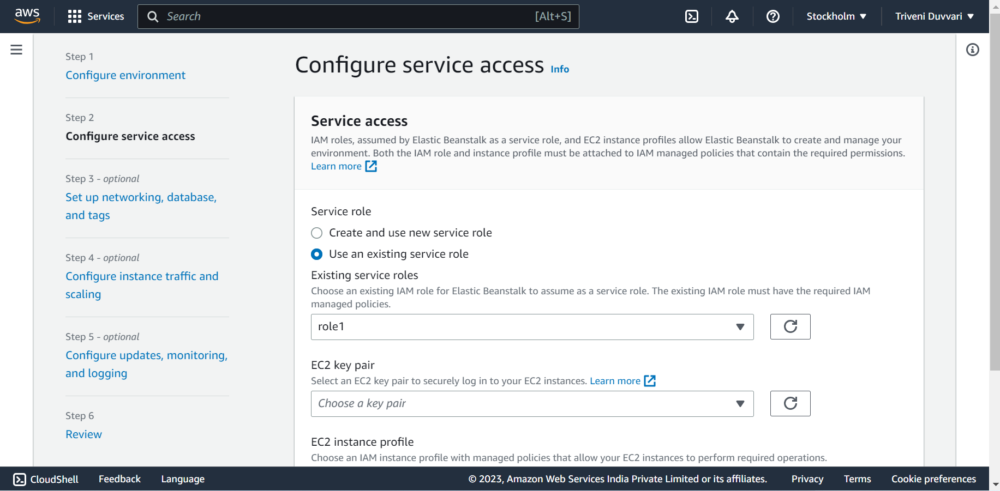 aws
Services
Search [Alt+S]
Stockholm
Triveni Duvvari
Step 1
Configure environment
Step 2
Configure service access
Step 3 - optional
Set up networking, database,
and tags
Step 4 - optional
Configure instance traffic and
scaling
Step 5 - optional
Configure updates, monitoring,
and logging
Step 6
Review
Configure service access Info
Service access
IAM roles, assumed by Elastic Beanstalk as a service role, and EC2 instance profiles allow Elastic Beanstalk to create and manage your
environment. Both the IAM role and instance profile must be attached to IAM managed policies that contain the required permissions.
Learn more
Service role
Create and use new service role
Use an existing service role
Existing service roles
Choose an existing IAM role for Elastic Beanstalk to assume as a service role. The existing IAM role must have the required IAM
managed policies.
role1
EC2 key pair
Select an EC2 key pair to securely log in to your EC2 instances. Learn more
Choose a key pair
EC2 instance profile
Choose an IAM instance profile with managed policies that allow your EC2 instances to perform required operations.
CloudShell
Feedback
Language
© 2023, Amazon Web Services India Private Limited or its affiliates.
Privacy
Terms
Cookie preferences